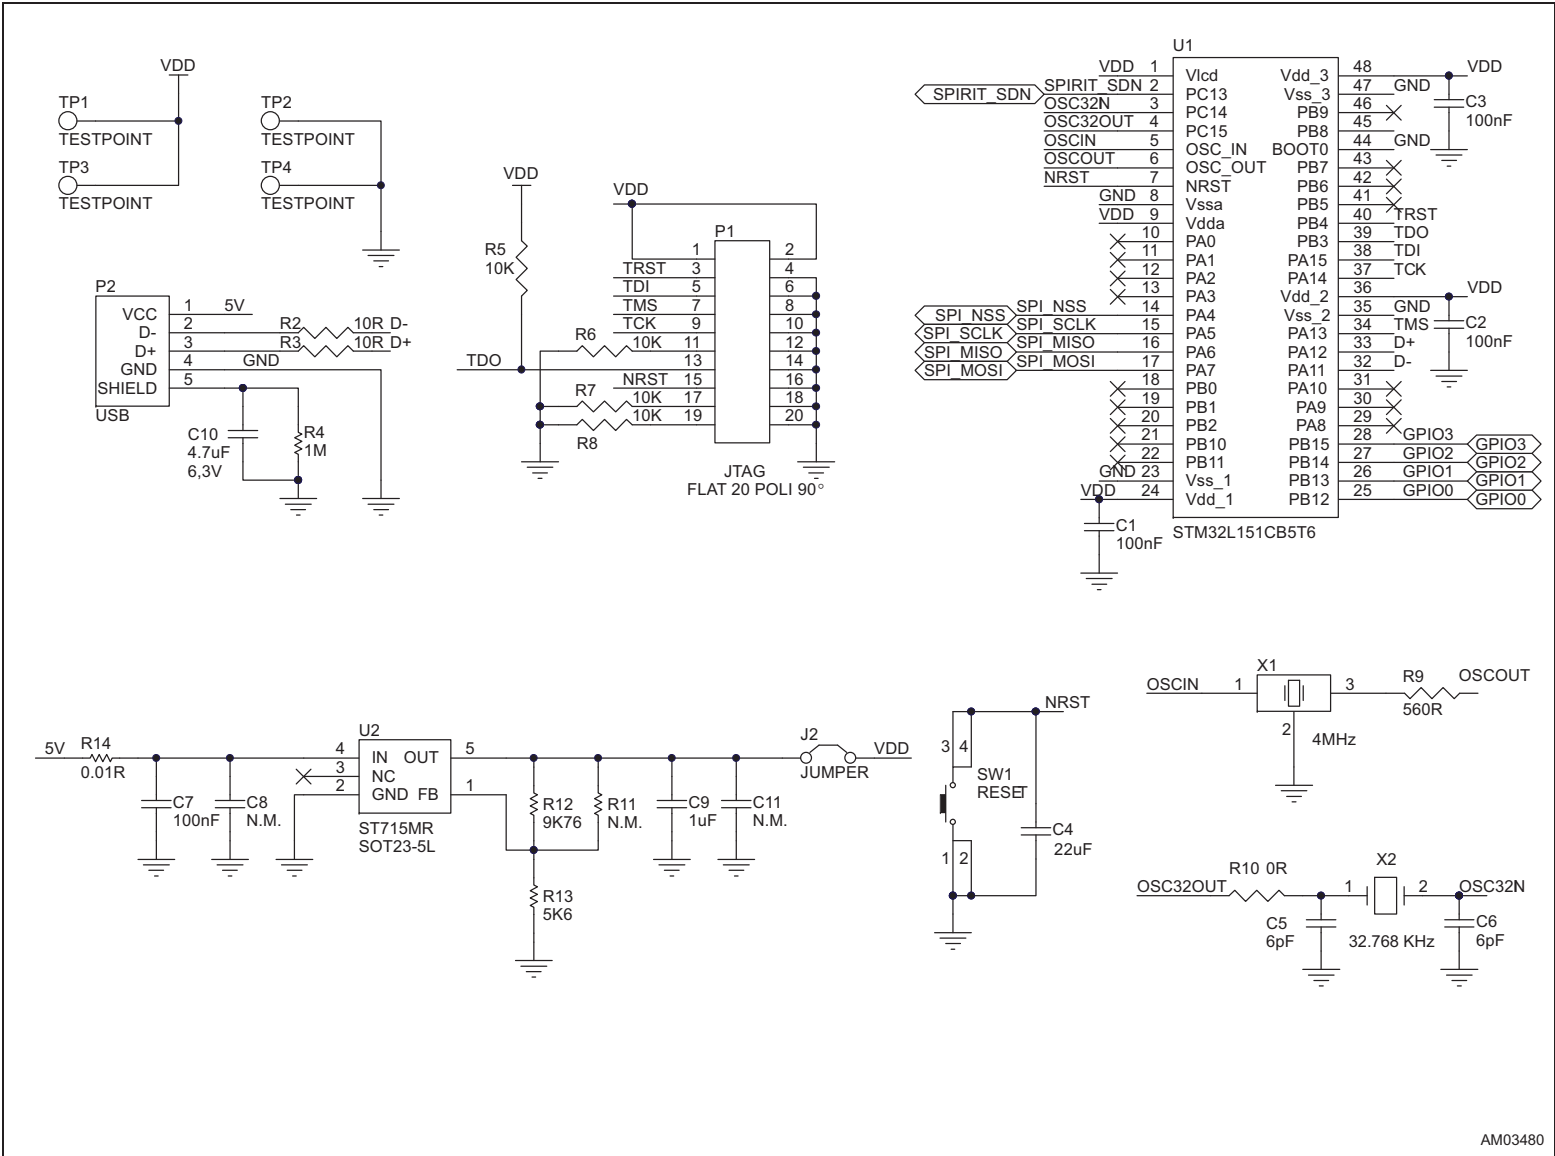 VDD
TP1
TESTPOINT
TP3
TESTPOINT
TP2
TESTPOINT
TP4
TESTPOINT
P2
VCC 1 5V
D- 2 R2 10R D-
D+ 3 R3 10R D+
GND 4 GND
SHIELD 5
USB
C10
4.7uF
6,3V
R4
1M
VDD
R5
10K
VDD
P1
1 2
TRST 3 4
TDI 5 6
TMS 7 8
TCK 9 10
R6 10K 11 12
TDO 13 14
NRST 15 16
R7 10K 17 18
R8 10K 19 20
JTAG
FLAT 20 POLI 90°
U1
VDD 1 Vlcd Vdd_3 48 VDD
SPIRIT_SDN SPIRIT_SDN 2 PC13 Vss_3 47 GND
OSC32N 3 PC14 PB9 46
OSC32OUT 4 PC15 PB8 45
OSCIN 5 OSC_IN BOOT0 44 GND
OSCOUT 6 OSC_OUT PB7 43
NRST 7 NRST PB6 42
GND 8 Vssa PB5 41
VDD 9 Vdda PB4 40 TRST
10 PA0 PB3 39 TDO
11 PA1 PA15 38 TDI
12 PA2 PA14 37 TCK
13 PA3 Vdd_2 36 VDD
SPI_NSS SPI_NSS 14 PA4 Vss_2 35 GND
SPI_SCLK SPI_SCLK 15 PA5 PA13 34 TMS
SPI_MISO SPI_MISO 16 PA6 PA12 33 D+
SPI_MOSI SPI_MOSI 17 PA7 PA11 32 D-
18 PB0 PA10 31
19 PB1 PA9 30
20 PB2 PA8 29
21 PB10 PB15 28 GPIO3 GPIO3
22 PB11 PB14 27 GPIO2 GPIO2
GND 23 Vss_1 PB13 26 GPIO1 GPIO1
VDD 24 Vdd_1 PB12 25 GPIO0 GPIO0
STM32L151CB5T6
C3
100nF
C2
100nF
C1
100nF
5V R14
0.01R
C7
100nF
C8
N.M.
U2
4 IN OUT 5
3 NC
2 GND FB 1
ST715MR
SOT23-5L
R12
9K76
R11
N.M.
C9
1uF
C11
N.M.
R13
5K6
J2
JUMPER
VDD
NRST
3 4
SW1
RESET
1 2
C4
22uF
X1
OSCIN 1 3 R9 OSCOUT
560R
2
4MHz
R10 0R
X2
OSC32OUT 1 2 OSC32N
C5
6pF
32.768 KHz
C6
6pF
AM03480